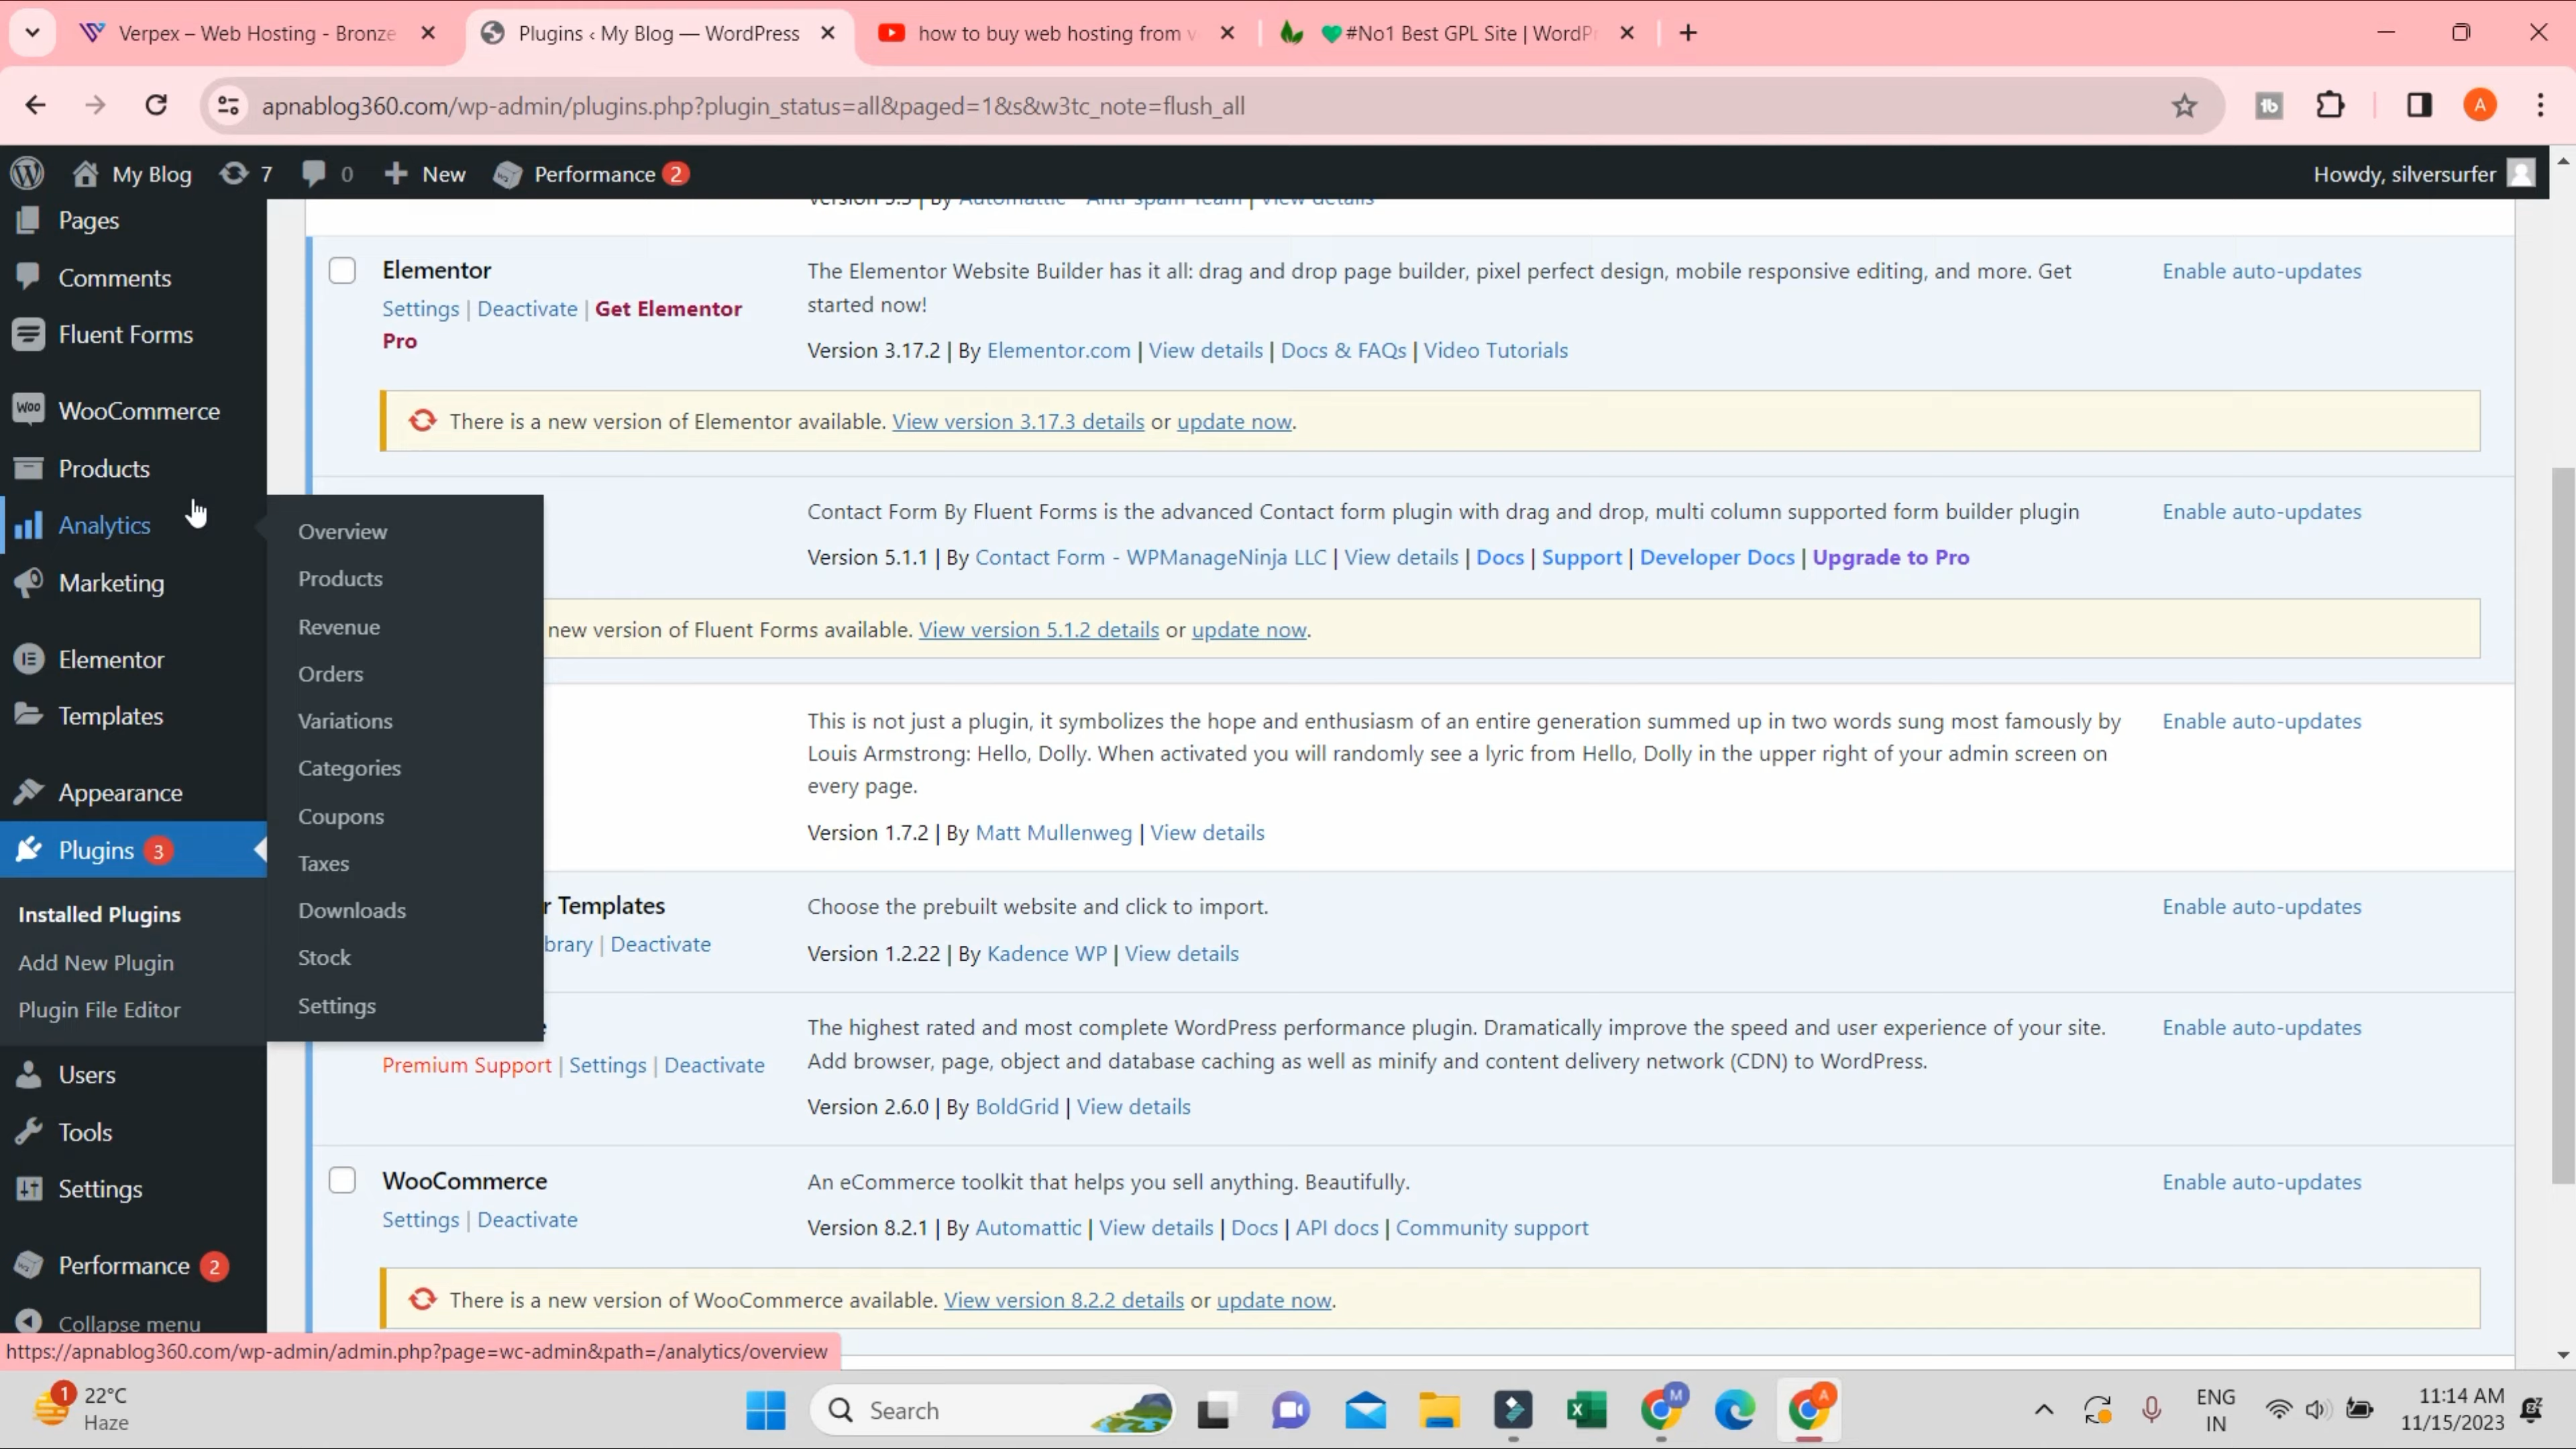 Verpex – Web Hosting - Bronze
Plugins ‹ My Blog — WordPress
how to buy web hosting from v
#No1 Best GPL Site | WordPr
apnablog360.com/wp-admin/plugins.php?plugin_status=all&paged=1&s&w3tc_note=flush_all
A
My Blog 7 0 New Performance 2
Howdy, silversurfer
Pages
Comments
Fluent Forms
WooCommerce
Products
Analytics
Marketing
Elementor
Templates
Appearance
Plugins 3
Installed Plugins
Add New Plugin
Plugin File Editor
Users
Tools
Settings
Performance 2
Collapse menu
Overview
Products
Revenue
Orders
Variations
Categories
Coupons
Taxes
Downloads
Stock
Settings
Version 5.3 | By Automattic - Anti-spam Team | View details
Elementor
Settings | Deactivate | Get Elementor
Pro
The Elementor Website Builder has it all: drag and drop page builder, pixel perfect design, mobile responsive editing, and more. Get
started now!
Version 3.17.2 | By Elementor.com | View details | Docs & FAQs | Video Tutorials
Enable auto-updates
There is a new version of Elementor available. View version 3.17.3 details or update now.
Contact Form By Fluent Forms is the advanced Contact form plugin with drag and drop, multi column supported form builder plugin
Version 5.1.1 | By Contact Form - WPManageNinja LLC | View details | Docs | Support | Developer Docs | Upgrade to Pro
Enable auto-updates
new version of Fluent Forms available. View version 5.1.2 details or update now.
This is not just a plugin, it symbolizes the hope and enthusiasm of an entire generation summed up in two words sung most famously by
Louis Armstrong: Hello, Dolly. When activated you will randomly see a lyric from Hello, Dolly in the upper right of your admin screen on
every page.
Version 1.7.2 | By Matt Mullenweg | View details
Enable auto-updates
r Templates
brary | Deactivate
Choose the prebuilt website and click to import.
Version 1.2.22 | By Kadence WP | View details
Enable auto-updates
Premium Support | Settings | Deactivate
The highest rated and most complete WordPress performance plugin. Dramatically improve the speed and user experience of your site.
Add browser, page, object and database caching as well as minify and content delivery network (CDN) to WordPress.
Version 2.6.0 | By BoldGrid | View details
Enable auto-updates
WooCommerce
Settings | Deactivate
An eCommerce toolkit that helps you sell anything. Beautifully.
Version 8.2.1 | By Automattic | View details | Docs | API docs | Community support
Enable auto-updates
There is a new version of WooCommerce available. View version 8.2.2 details or update now.
https://apnablog360.com/wp-admin/admin.php?page=wc-admin&path=/analytics/overview
1
22°C
Haze
Search
M
A
ENG
IN
11:14 AM
11/15/2023